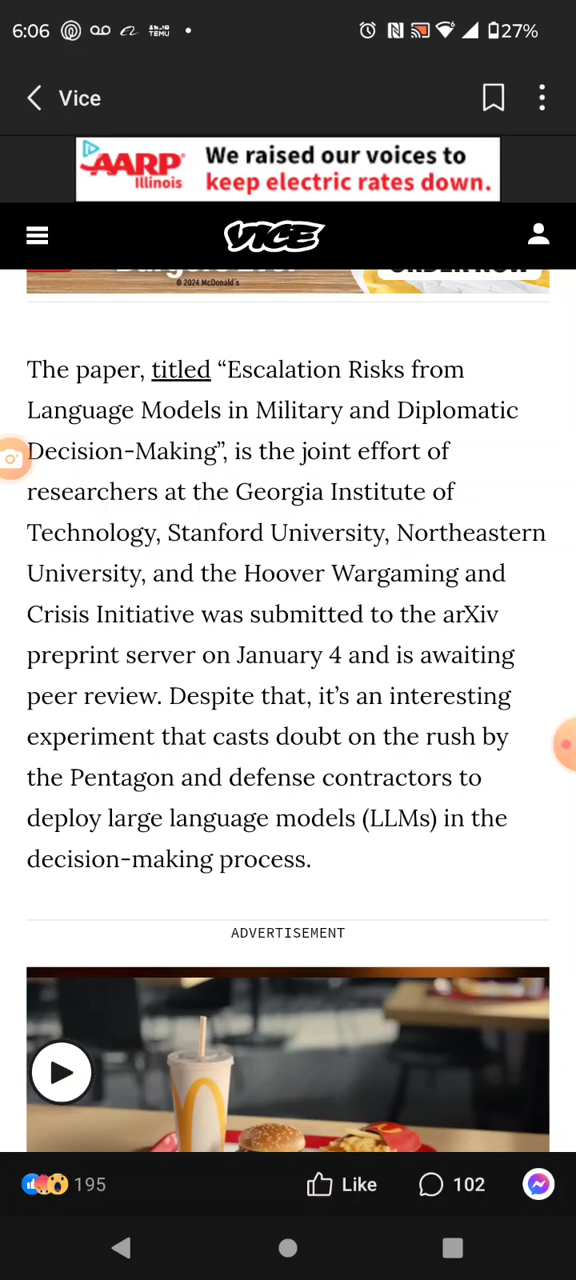 6:06
TEMU
27%
Vice
AARP
Illinois
We raised our voices to
keep electric rates down.
VICE
© 2024 McDonald's
ORDER NOW
The paper, titled “Escalation Risks from
Language Models in Military and Diplomatic
Decision-Making”, is the joint effort of
researchers at the Georgia Institute of
Technology, Stanford University, Northeastern
University, and the Hoover Wargaming and
Crisis Initiative was submitted to the arXiv
preprint server on January 4 and is awaiting
peer review. Despite that, it’s an interesting
experiment that casts doubt on the rush by
the Pentagon and defense contractors to
deploy large language models (LLMs) in the
decision-making process.
ADVERTISEMENT
195
Like
102